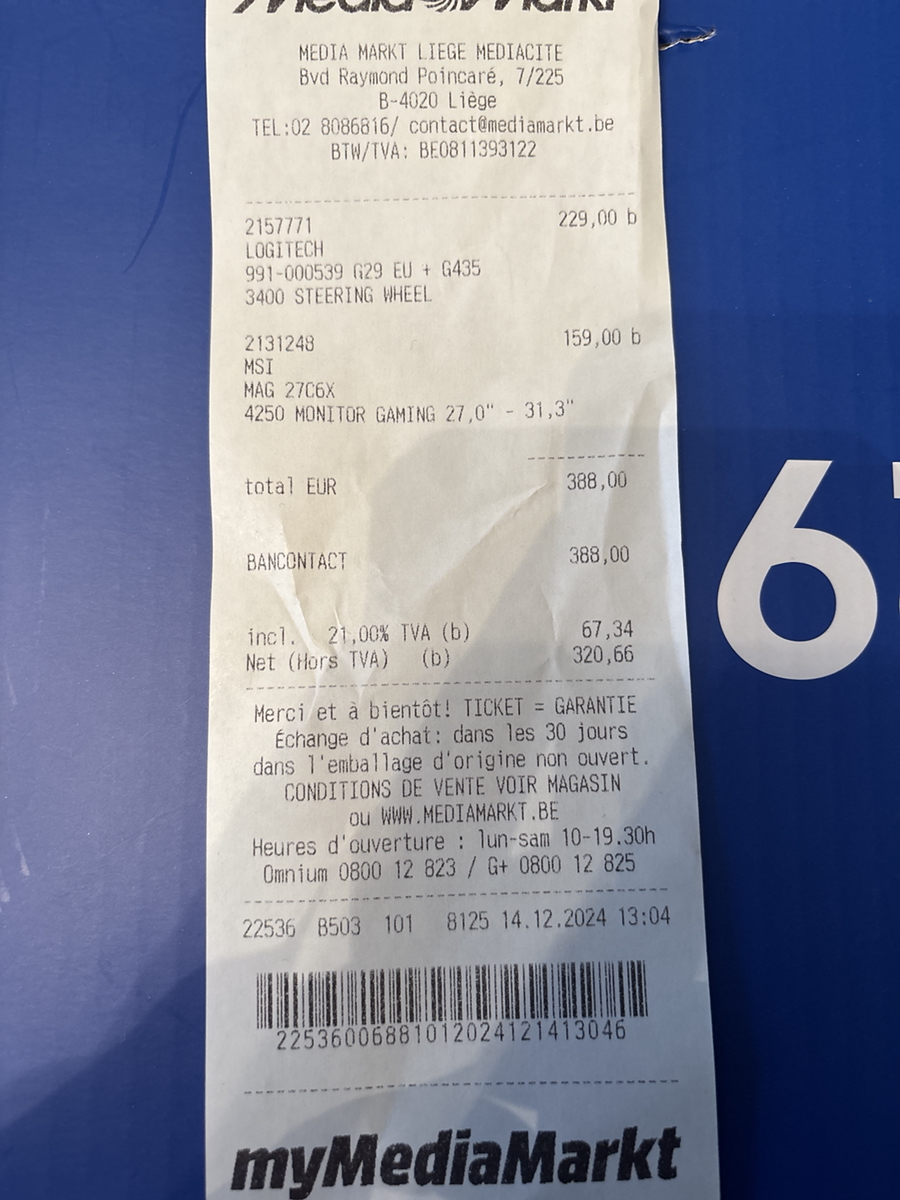 Media Markt
MEDIA MARKT LIEGE MEDIACITE
Bvd Raymond Poincaré, 7/225
B-4020 Liège
TEL:02 8086816/ contact@mediamarkt.be
BTW/TVA: BE0811393122
2157771 229,00 b
LOGITECH
991-000539 G29 EU + G435
3400 STEERING WHEEL
2131248 159,00 b
MSI
MAG 27C6X
4250 MONITOR GAMING 27,0" - 31,3"
total EUR 388,00
BANCONTACT 388,00
incl. 21,00% TVA (b) 67,34
Net (Hors TVA) (b) 320,66
Merci et à bientôt! TICKET = GARANTIE
Échange d'achat: dans les 30 jours
dans l'emballage d'origine non ouvert.
CONDITIONS DE VENTE VOIR MAGASIN
ou WWW.MEDIAMARKT.BE
Heures d'ouverture : lun-sam 10-19.30h
Omnium 0800 12 823 / G+ 0800 12 825
22536 B503 101 8125 14.12.2024 13:04
22536006881012024121413046
myMediaMarkt
6